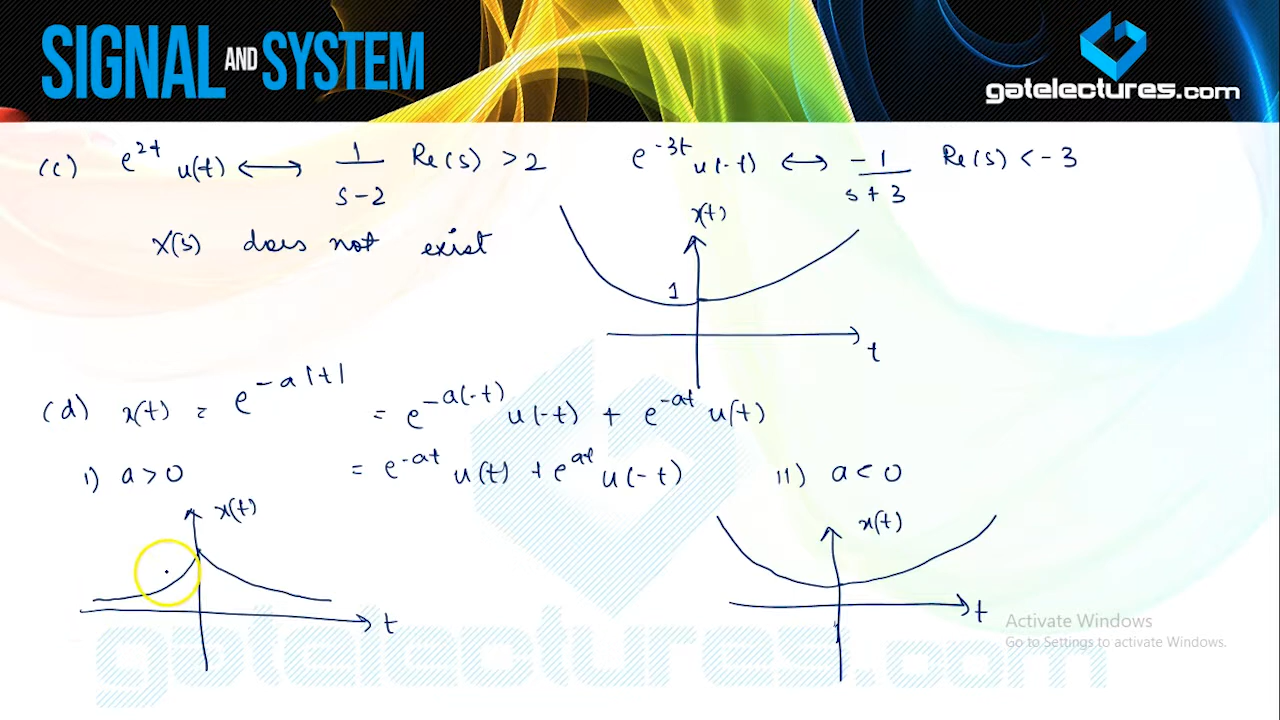 SIGNAL AND SYSTEM
gatelectures.com
(c) e^{2t} u(t) ⟷ 1/(s-2) Re(s) > 2 e^{-3t} u(-t) ⟷ -1/(s+3) Re(s) < -3
X(s) does not exist
x(t)
1
t
(d) x(t) = e^{-a|t|} = e^{-a(-t)} u(-t) + e^{-at} u(t)
i) a > 0 = e^{-at} u(t) + e^{at} u(-t) ii) a < 0
x(t)
t
x(t)
t
Activate Windows
Go to Settings to activate Windows.
gatelectures.com